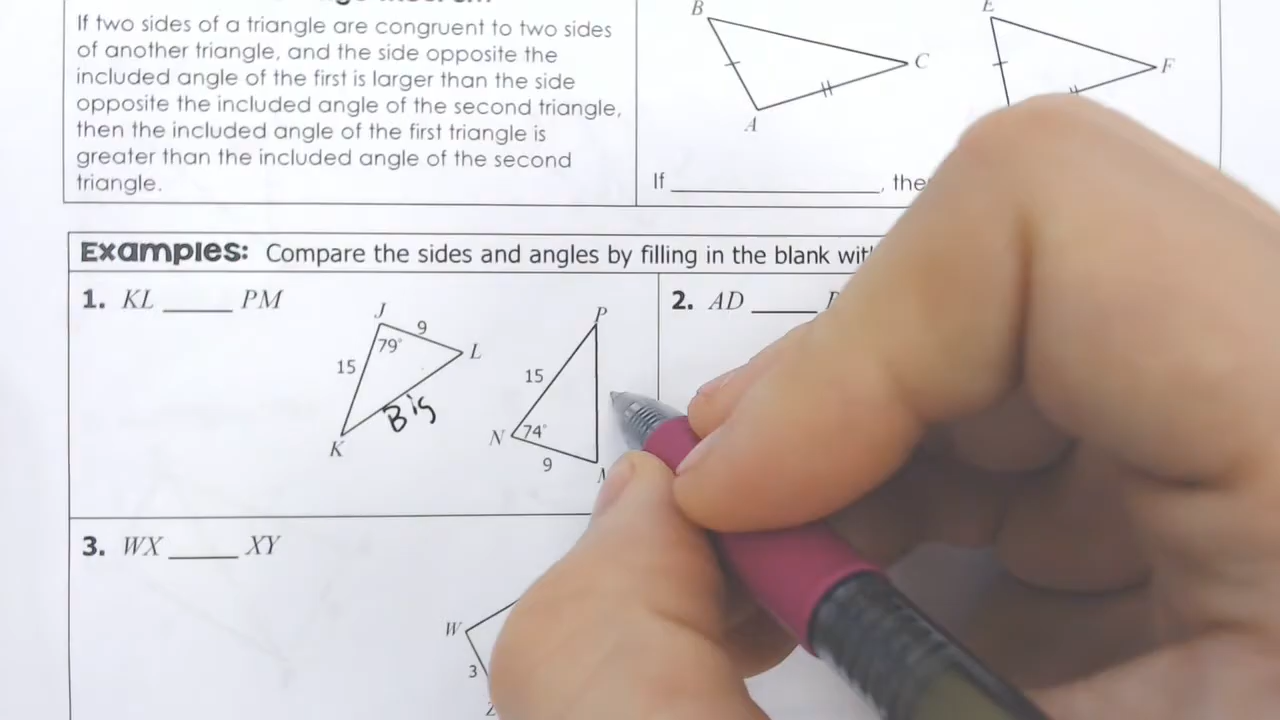 If two sides of a triangle are congruent to two sides
of another triangle, and the side opposite the
included angle of the first is larger than the side
opposite the included angle of the second triangle,
then the included angle of the first triangle is
greater than the included angle of the second
triangle.
B
C
A
E
F
If ______________,
Examples: Compare the sides and angles by filling in the blank
1. KL _____ PM
J
9
79°
15
L
Big
K
P
15
N
74°
9
2. AD _____
3. WX _____ XY
W
3
Z